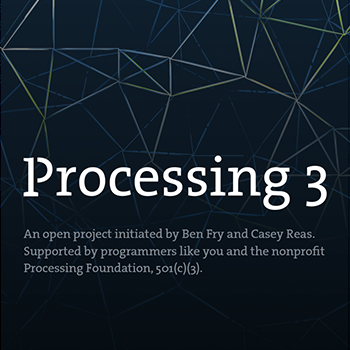 Processing 3
An open project initiated by Ben Fry and Casey Reas.
Supported by programmers like you and the nonprofit
Processing Foundation, 501(c)(3).